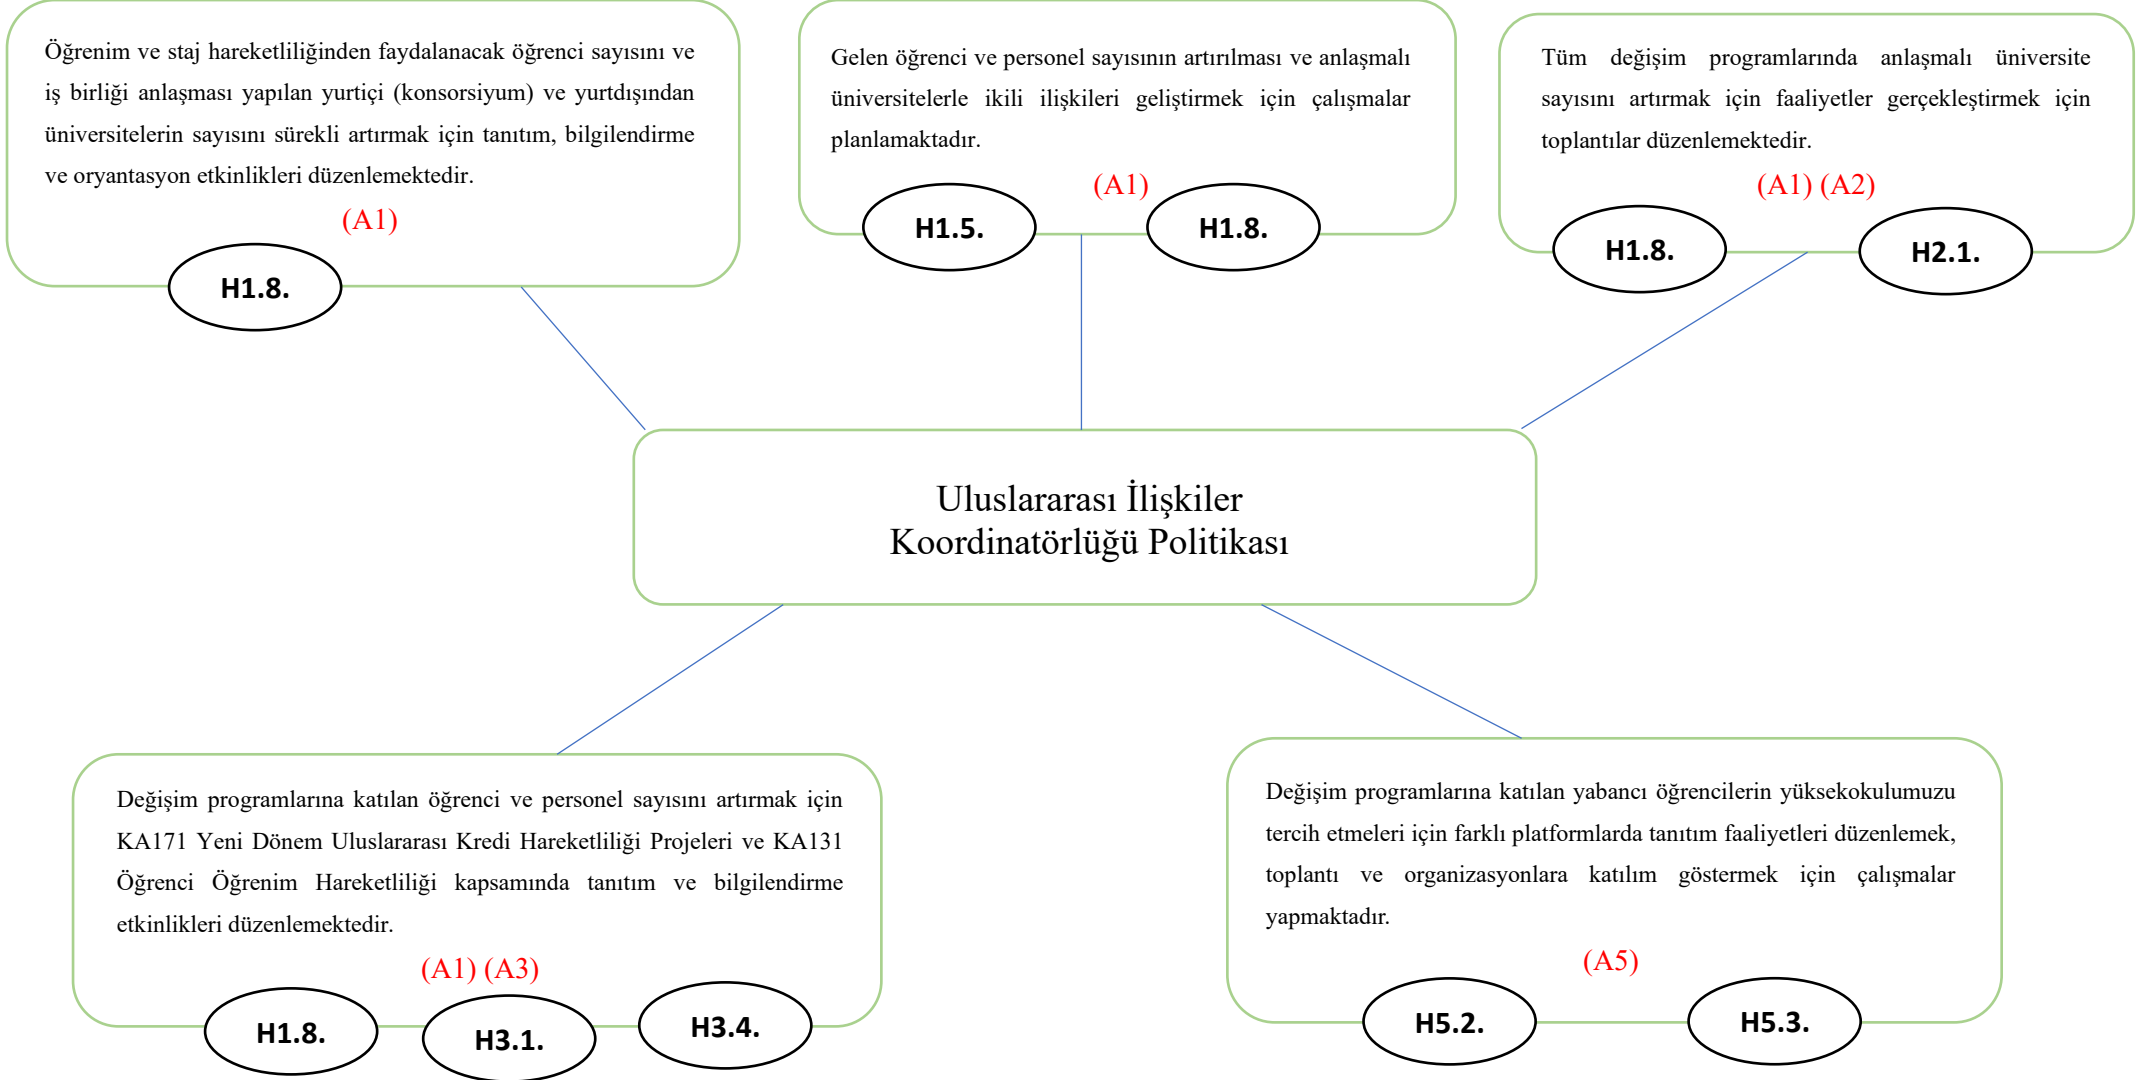 Öğrenim ve staj hareketliliğinden faydalanacak öğrenci sayısını ve
iş birliği anlaşması yapılan yurtiçi (konsorsiyum) ve yurtdışından
üniversitelerin sayısını sürekli artırmak için tanıtım, bilgilendirme
ve oryantasyon etkinlikleri düzenlemektedir.
(A1)
H1.8.
Gelen öğrenci ve personel sayısının artırılması ve anlaşmalı
üniversitelerle ikili ilişkileri geliştirmek için çalışmalar
planlamaktadır.
(A1)
H1.5.
H1.8.
Tüm değişim programlarında anlaşmalı üniversite
sayısını artırmak için faaliyetler gerçekleştirmek için
toplantılar düzenlemektedir.
(A1) (A2)
H1.8.
H2.1.
Uluslararası İlişkiler
Koordinatörlüğü Politikası
Değişim programlarına katılan öğrenci ve personel sayısını artırmak için
KA171 Yeni Dönem Uluslararası Kredi Hareketliliği Projeleri ve KA131
Öğrenci Öğrenim Hareketliliği kapsamında tanıtım ve bilgilendirme
etkinlikleri düzenlemektedir.
(A1) (A3)
H1.8.
H3.1.
H3.4.
Değişim programlarına katılan yabancı öğrencilerin yüksekokulumuzu
tercih etmeleri için farklı platformlarda tanıtım faaliyetleri düzenlemek,
toplantı ve organizasyonlara katılım göstermek için çalışmalar
yapmaktadır.
(A5)
H5.2.
H5.3.